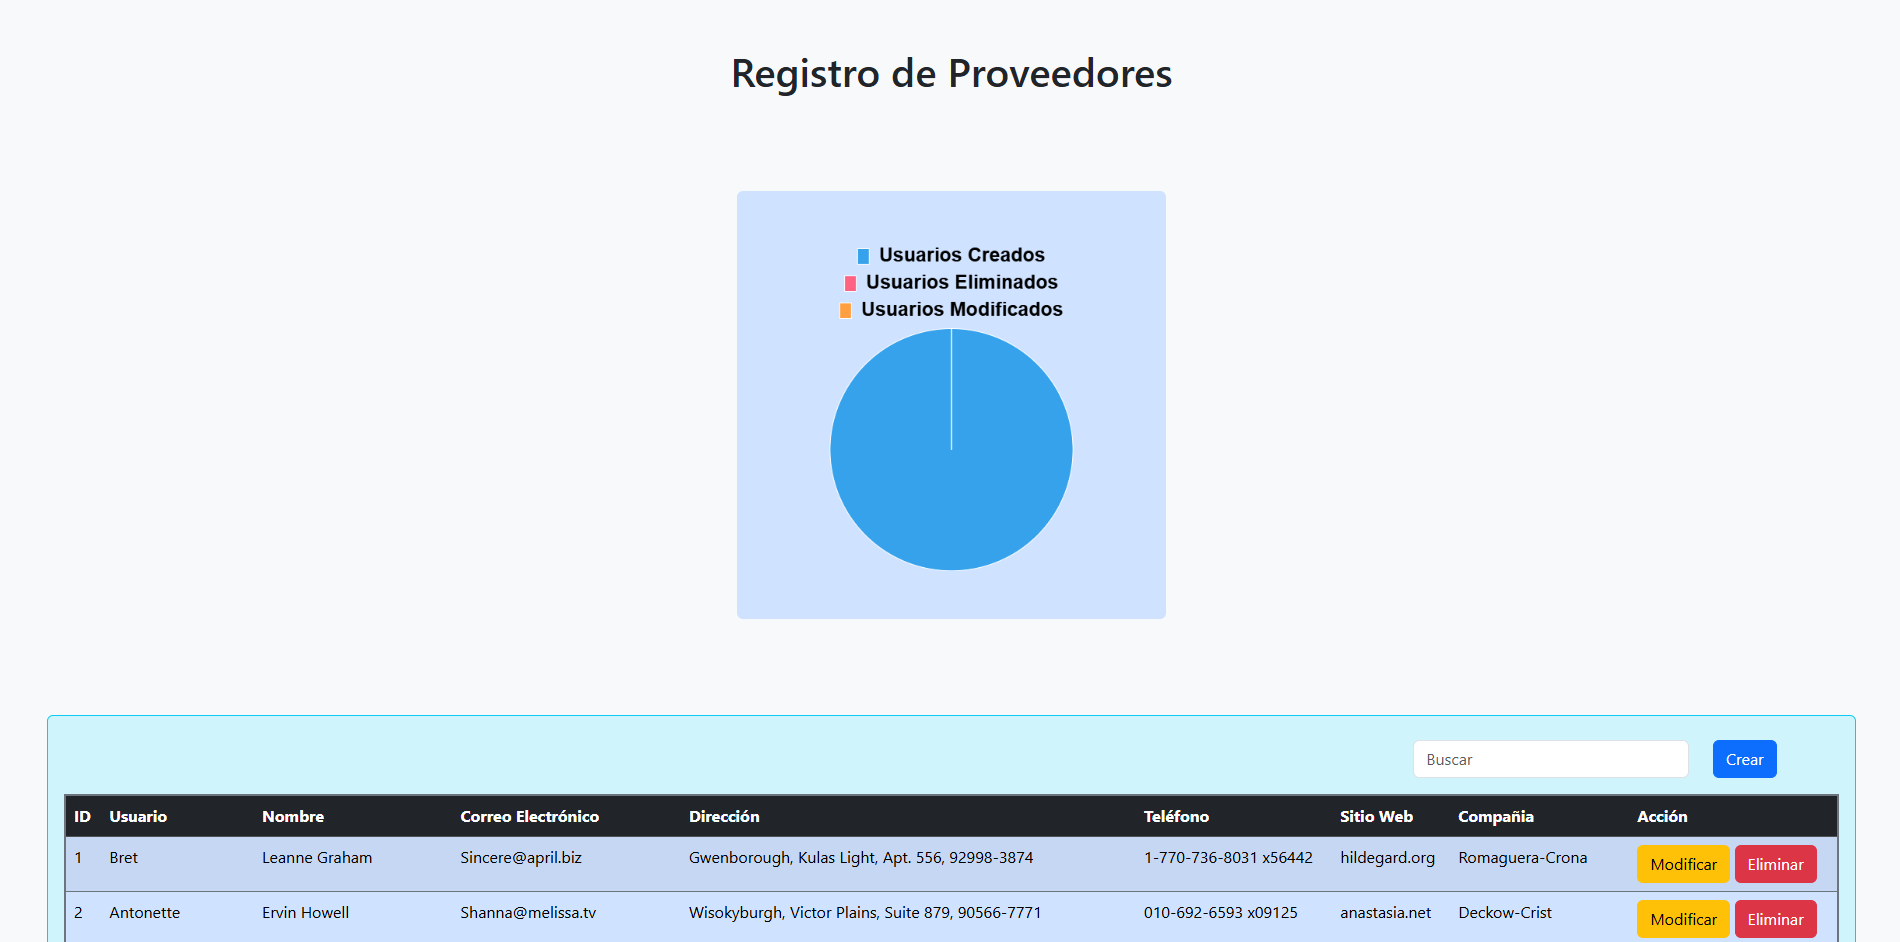 Registro de Proveedores
Usuarios Creados
Usuarios Eliminados
Usuarios Modificados
Buscar Crear
ID Usuario Nombre Correo Electrónico Dirección Teléfono Sitio Web Compañia Acción
1 Bret Leanne Graham Sincere@april.biz Gwenborough, Kulas Light, Apt. 556, 92998-3874 1-770-736-8031 x56442 hildegard.org Romaguera-Crona Modificar Eliminar
2 Antonette Ervin Howell Shanna@melissa.tv Wisokyburgh, Victor Plains, Suite 879, 90566-7771 010-692-6593 x09125 anastasia.net Deckow-Crist Modificar Eliminar